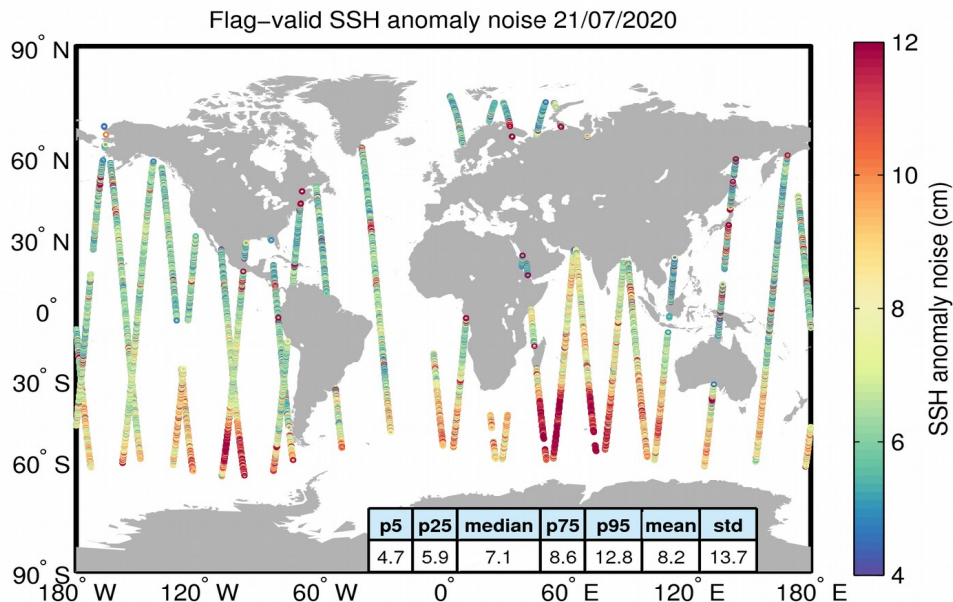 Flag−valid SSH anomaly noise 21/07/2020
90° N
60° N
30° N
0°
30° S
60° S
90° S
180° W 120° W 60° W 0° 60° E 120° E 180° E
p5 p25 median p75 p95 mean std
4.7 5.9 7.1 8.6 12.8 8.2 13.7
12
10
8
6
4
SSH anomaly noise (cm)